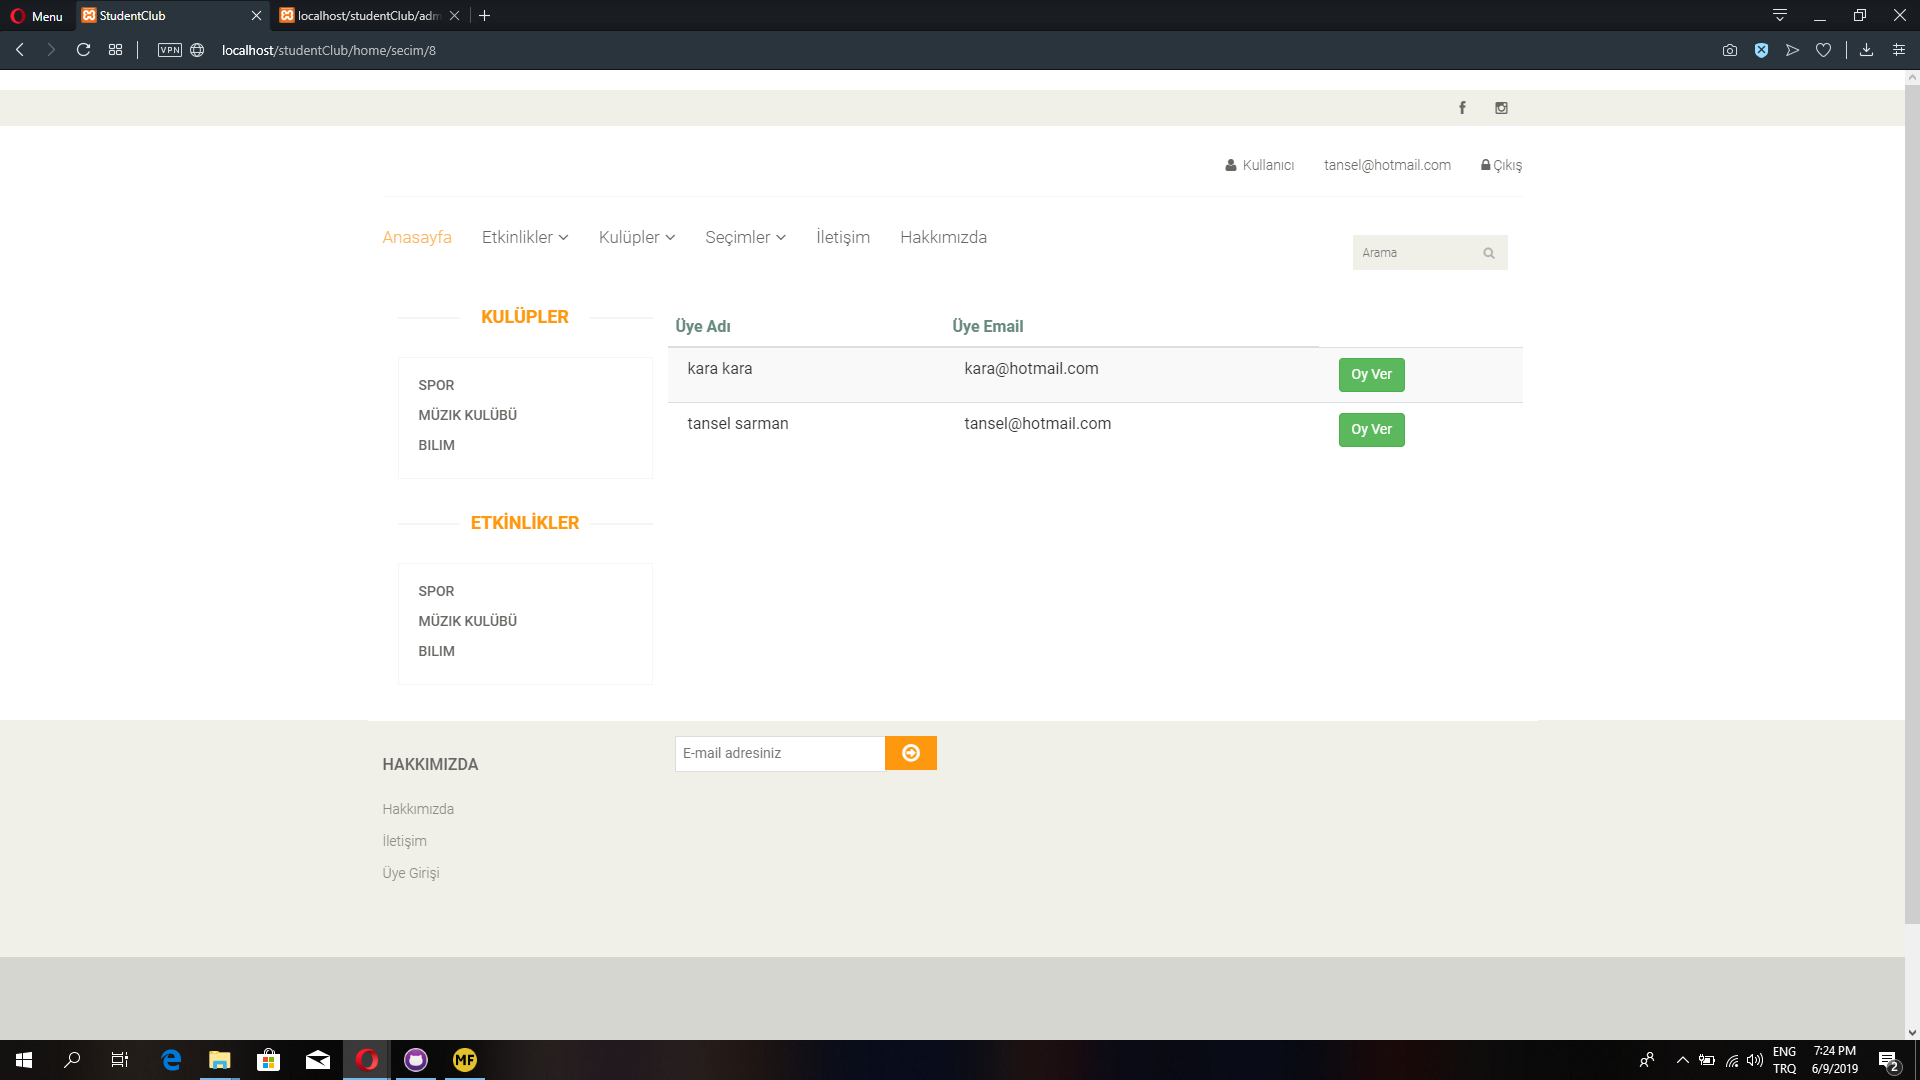 Menu
StudentClub
localhost/studentClub/adm
VPN
localhost/studentClub/home/secim/8
Kullanıcı
tansel@hotmail.com
Çıkış
Anasayfa
Etkinlikler
Kulüpler
Seçimler
İletişim
Hakkımızda
Arama
KULÜPLER
SPOR
MÜZIK KULÜBÜ
BILIM
ETKİNLİKLER
SPOR
MÜZIK KULÜBÜ
BILIM
Üye Adı Üye Email
kara kara kara@hotmail.com Oy Ver
tansel sarman tansel@hotmail.com Oy Ver
HAKKIMIZDA
Hakkımızda
İletişim
Üye Girişi
E-mail adresiniz
MF
ENG
TRQ
7:24 PM
6/9/2019
2